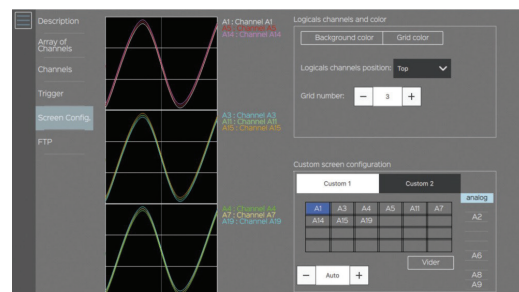 Description
Array of
Channels
Channels
Trigger
Screen Config.
FTP
A1 : Channel A1
A14 : Channel A14
A3 : Channel A3
A11 : Channel A11
A15 : Channel A15
A4 : Channel A4
A7 : Channel A7
A19 : Channel A19
Logicals channels and color
Background color
Grid color
Logicals channels position:
Top
Grid number:
−
3
+
Custom screen configuration
Custom 1
Custom 2
A1 A3 A4 A5 A11 A7
A14 A15 A19
Vider
−
Auto
+
analog
A2
A6
A8
A9